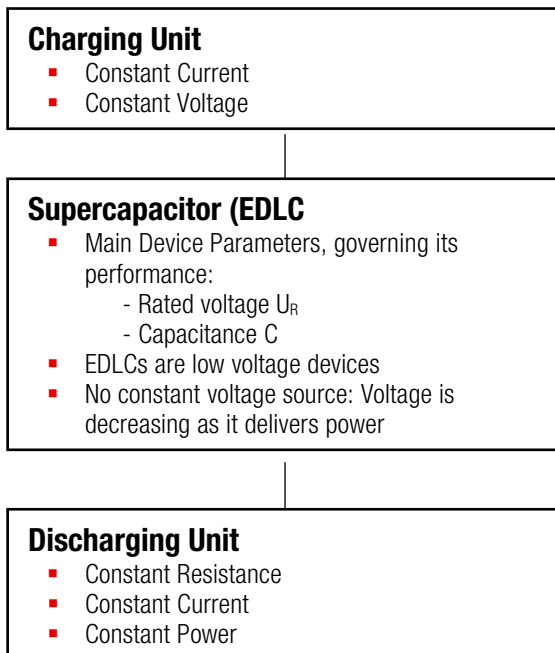 Charging Unit
▪ Constant Current
▪ Constant Voltage
Supercapacitor (EDLC
▪ Main Device Parameters, governing its
performance:
- Rated voltage UR
- Capacitance C
▪ EDLCs are low voltage devices
▪ No constant voltage source: Voltage is
decreasing as it delivers power
Discharging Unit
▪ Constant Resistance
▪ Constant Current
▪ Constant Power